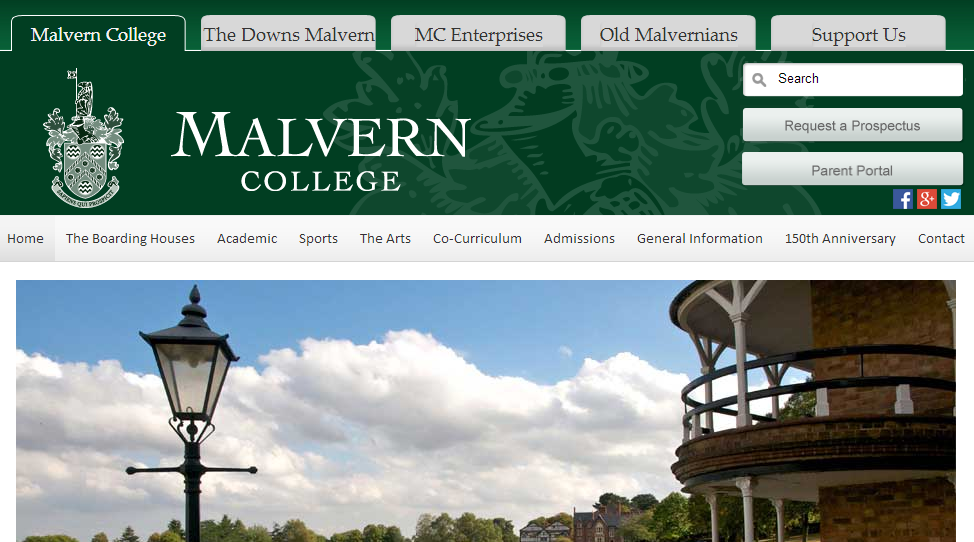 Malvern College
The Downs Malvern
MC Enterprises
Old Malvernians
Support Us
MALVERN
COLLEGE
SAPIENS QUI PROSPICIT
Search
Request a Prospectus
Parent Portal
f
g+
Home
The Boarding Houses
Academic
Sports
The Arts
Co-Curriculum
Admissions
General Information
150th Anniversary
Contact